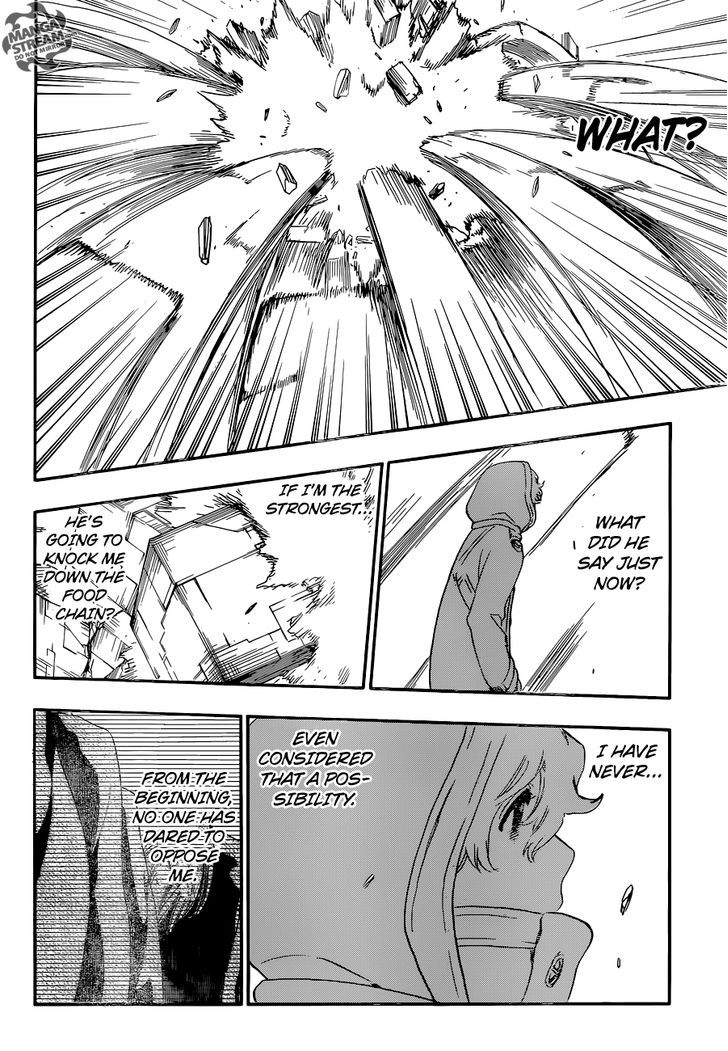 MANGA
STREAM
DO NOT MIRROR
WHAT?
WHAT
DID HE
SAY JUST
NOW?
IF I'M THE
STRONGEST...
HE'S
GOING TO
KNOCK ME
DOWN THE
FOOD
CHAIN?
I HAVE
NEVER...
EVEN
CONSIDERED
THAT A POS-
SIBILITY.
FROM THE
BEGINNING,
NO ONE HAS
DARED TO
OPPOSE
ME.